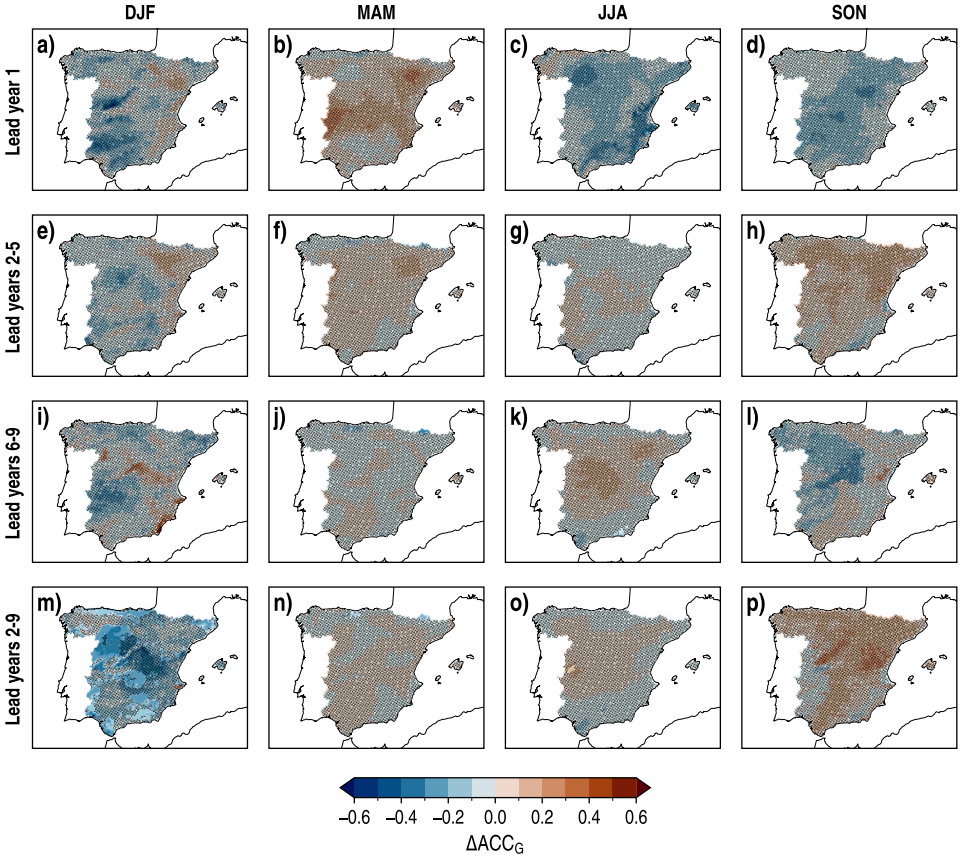 DJF MAM JJA SON
Lead year 1
a) b) c) d)
Lead years 2-5
e) f) g) h)
Lead years 6-9
i) j) k) l)
Lead years 2-9
m) n) o) p)
−0.6 −0.4 −0.2 0.0 0.2 0.4 0.6
ΔACC_G